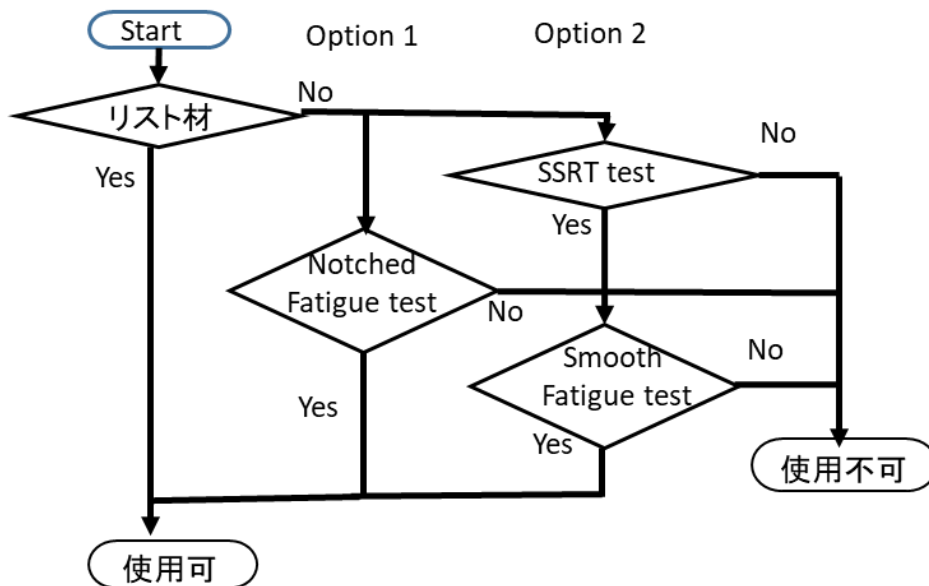 Start
Option 1
Option 2
リスト材
No
Yes
SSRT test
No
Yes
Notched
Fatigue test
No
Yes
Smooth
Fatigue test
No
Yes
使用不可
使用可